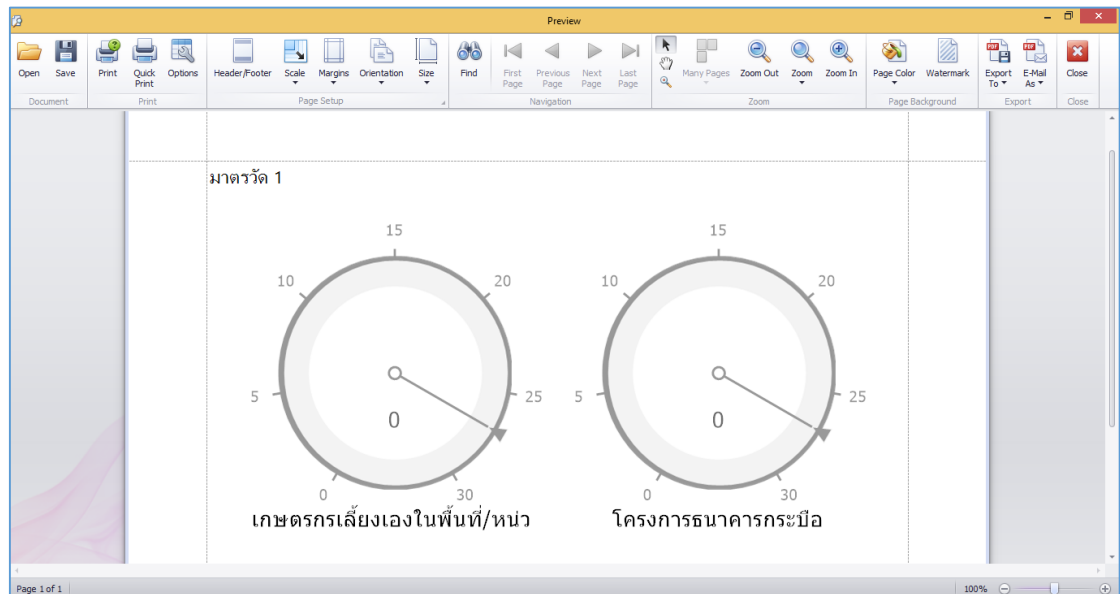 Preview
Open Save Print Quick Print Options Header/Footer Scale Margins Orientation Size Find First Page Previous Page Next Page Last Page Many Pages Zoom Out Zoom Zoom In Page Color Watermark Export To E-Mail As Close
Document Print Page Setup Navigation Zoom Page Background Export Close
มาตรวัด 1
15 15
10 20 10 20
5 25 5 25
0 0
0 30 0 30
เกษตรกรเลี้ยงเองในพื้นที่/หน่ว โครงการธนาคารกระบือ
Page 1 of 1 100%